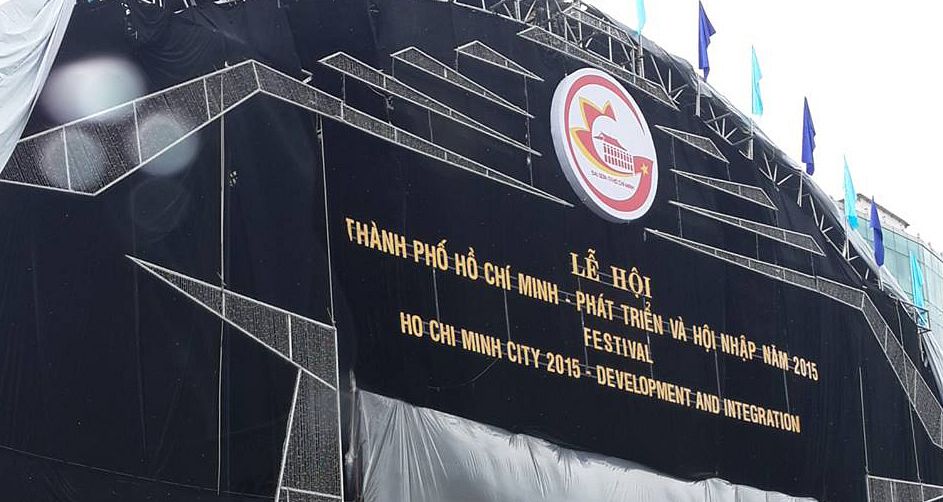 LỄ HỘI
THÀNH PHỐ HỒ CHÍ MINH - PHÁT TRIỂN VÀ HỘI NHẬP NĂM 2015
FESTIVAL
HO CHI MINH CITY 2015 - DEVELOPMENT AND INTEGRATION